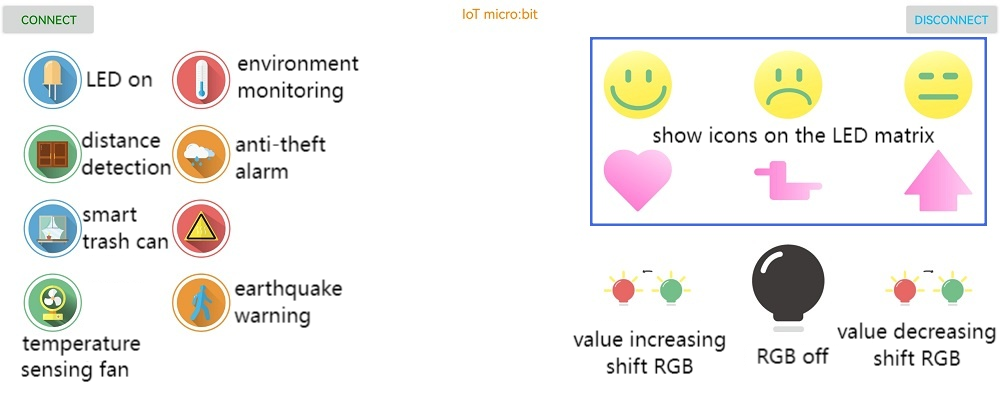 CONNECT
IoT micro:bit
DISCONNECT
LED on
environment
monitoring
distance
detection
anti-theft
alarm
smart
trash can
earthquake
warning
temperature
sensing fan
show icons on the LED matrix
value increasing
shift RGB
RGB off
value decreasing
shift RGB